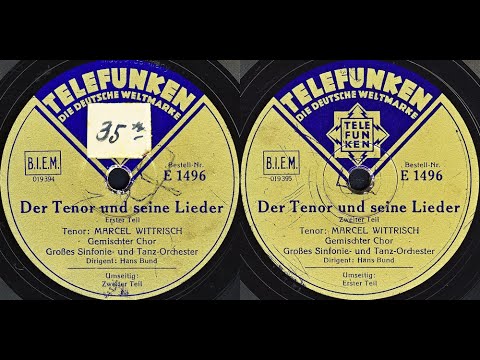 TELEFUNKEN
DIE DEUTSCHE WELTMARKE
35
B.I.E.M.
019394
Bestell-Nr.
E 1496
Der Tenor und seine Lieder
Erster Teil
Tenor: MARCEL WITTRISCH
Gemischter Chor
Großes Sinfonie- und Tanz-Orchester
Dirigent: Hans Bund
Umseitig:
Zweiter Teil
TELEFUNKEN
DIE DEUTSCHE WELTMARKE
TELE
FUN
KEN
B.I.E.M.
019395
Bestell-Nr.
E 1496
Der Tenor und seine Lieder
Zweiter Teil
Tenor: MARCEL WITTRISCH
Gemischter Chor
Großes Sinfonie- und Tanz-Orchester
Dirigent: Hans Bund
Umseitig:
Erster Teil